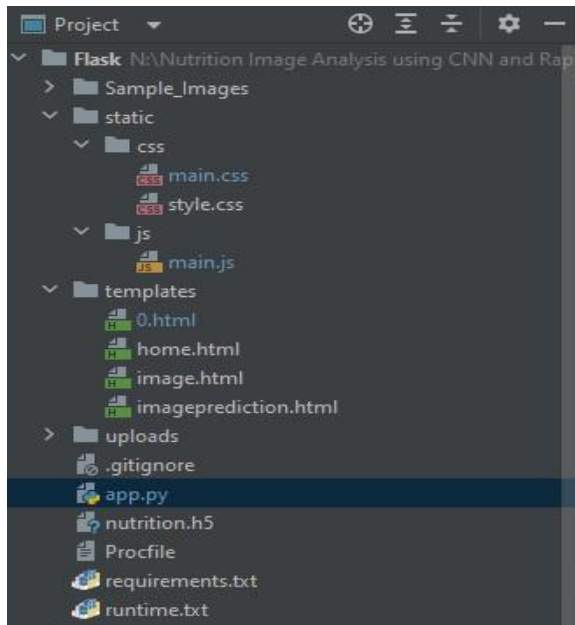 Project
Flask N:\Nutrition Image Analysis using CNN and Rap
Sample_Images
static
css
main.css
style.css
js
main.js
templates
0.html
home.html
image.html
imageprediction.html
uploads
.gitignore
app.py
nutrition.h5
Procfile
requirements.txt
runtime.txt